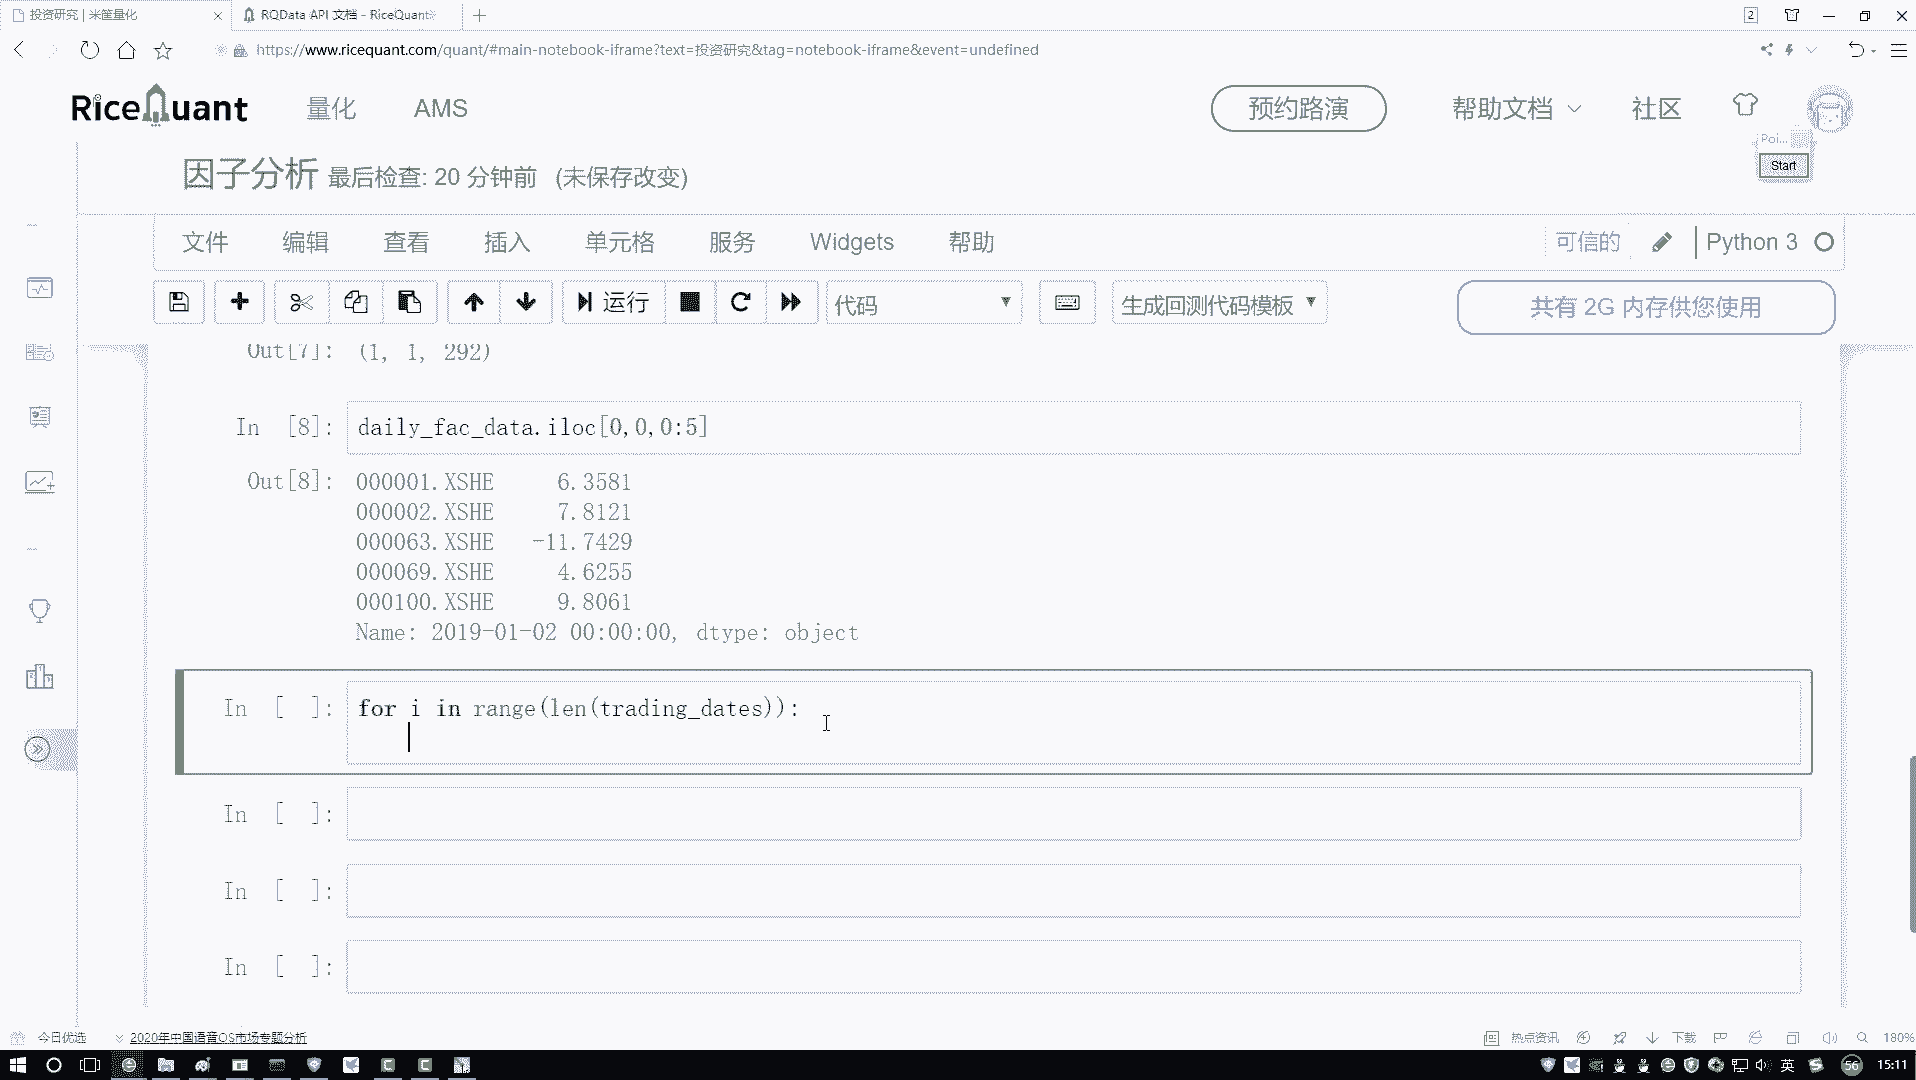 投资研究 | 米筐量化
RQData API 文档 - RiceQuant
2
https://www.ricequant.com/quant/#main-notebook-iframe?text=投资研究&tag=notebook-iframe&event=undefined
RiceQuant 量化 AMS 预约路演 帮助文档 社区
Poi...
Start
因子分析 最后检查: 20 分钟前 (未保存改变)
文件 编辑 查看 插入 单元格 服务 Widgets 帮助 可信的 Python 3
运行 代码 生成回测代码模板 共有 2G 内存供您使用
Out[7]: (1, 1, 292)
In [8]: daily_fac_data.iloc[0,0,0:5]
Out[8]: 000001.XSHE 6.3581
000002.XSHE 7.8121
000063.XSHE -11.7429
000069.XSHE 4.6255
000100.XSHE 9.8061
Name: 2019-01-02 00:00:00, dtype: object
In [ ]: for i in range(len(trading_dates)):
In [ ]:
In [ ]:
In [ ]:
今日优选 2020年中国语音OS市场专题分析 热点资讯 下载 180%
英 56 15:11